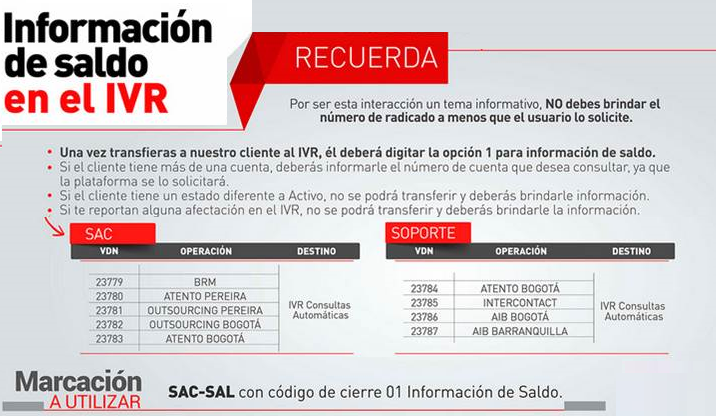 Información
de saldo
en el IVR
RECUERDA
Por ser esta interacción un tema informativo, NO debes brindar el
número de radicado a menos que el usuario lo solicite.
• Una vez transfieras a nuestro cliente al IVR, él deberá digitar la opción 1 para información de saldo.
• Si el cliente tiene más de una cuenta, deberás informarle el número de cuenta que desea consultar, ya que
la plataforma se lo solicitará.
• Si el cliente tiene un estado diferente a Activo, no se podrá transferir y deberás brindarle información.
• Si te reportan alguna afectación en el IVR, no se podrá transferir y deberás brindarle la información.
SAC
VDN OPERACIÓN DESTINO
23779 BRM
23780 ATENTO PEREIRA
23781 OUTSOURCING PEREIRA
23782 OUTSOURCING BOGOTÁ
23783 ATENTO BOGOTÁ
IVR Consultas
Automáticas
SOPORTE
VDN OPERACIÓN DESTINO
23784 ATENTO BOGOTÁ
23785 INTERCONTACT
23786 AIB BOGOTÁ
23787 AIB BARRANQUILLA
IVR Consultas
Automáticas
Marcación
A UTILIZAR
SAC-SAL con código de cierre 01 Información de Saldo.